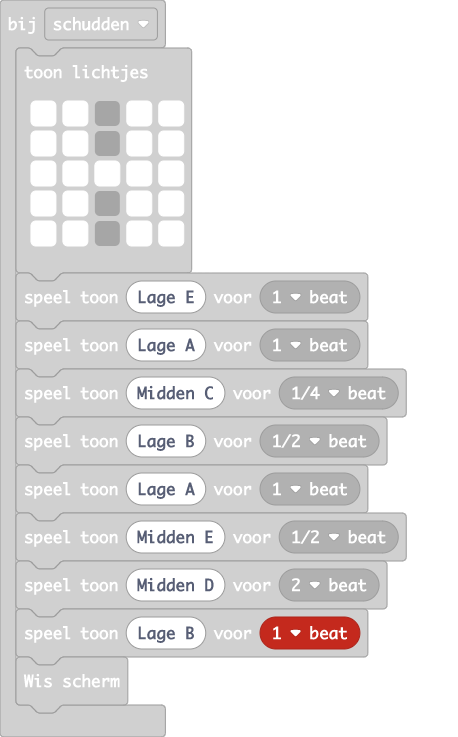 bij schudden
toon lichtjes
speel toon Lage E voor 1 beat
speel toon Lage A voor 1 beat
speel toon Midden C voor 1/4 beat
speel toon Lage B voor 1/2 beat
speel toon Lage A voor 1 beat
speel toon Midden E voor 1/2 beat
speel toon Midden D voor 2 beat
speel toon Lage B voor 1 beat
Wis scherm